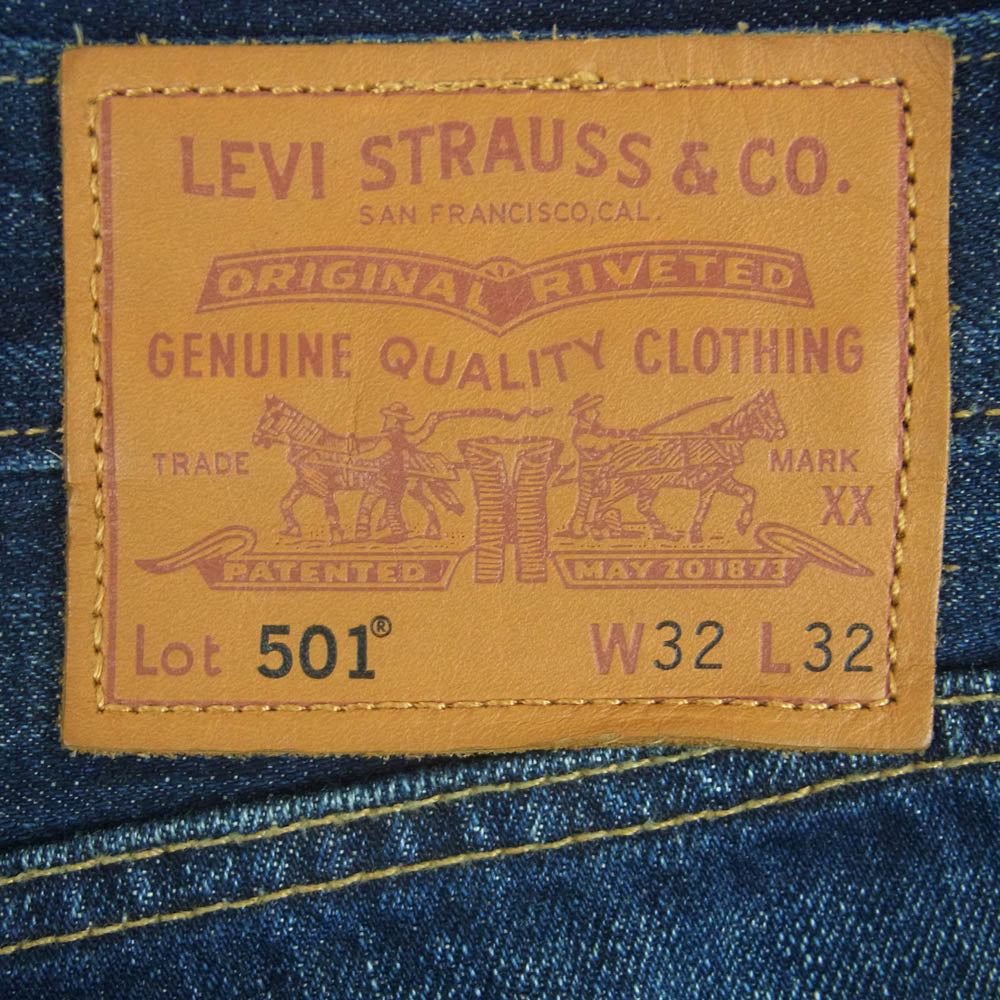 LEVI STRAUSS & CO.
SAN FRANCISCO, CAL.
ORIGINAL RIVETED
GENUINE QUALITY CLOTHING
TRADE MARK
XX
PATENTED MAY 20 1873
Lot 501® W32 L32